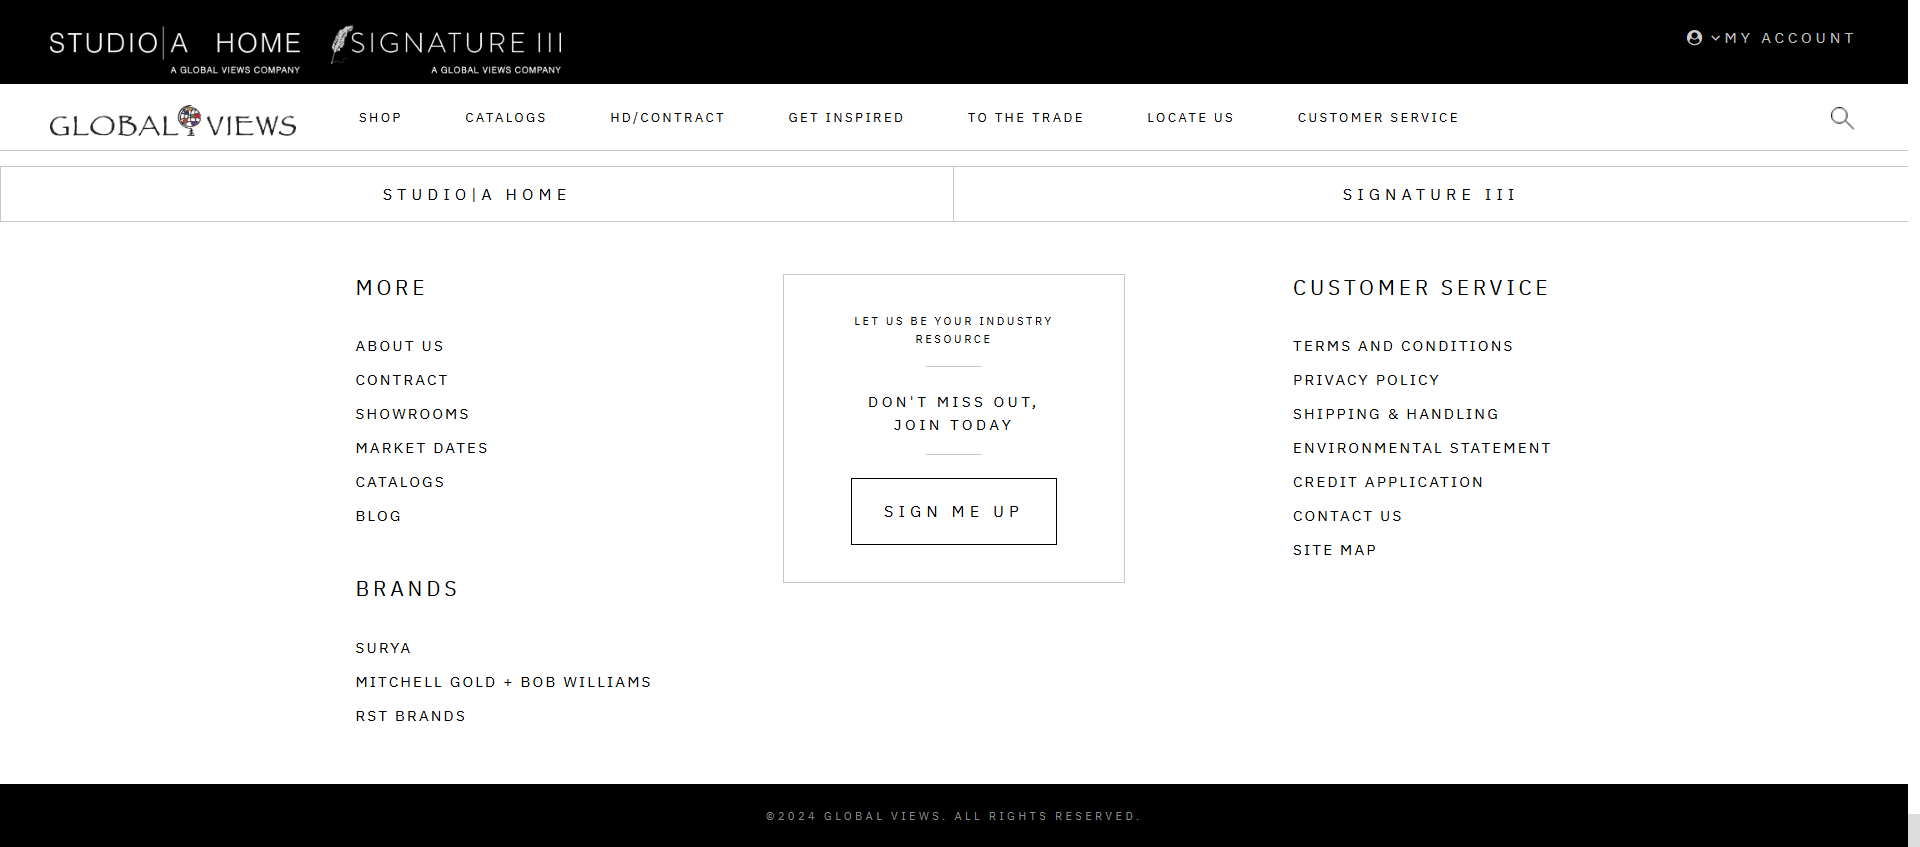 STUDIO|A HOME
A GLOBAL VIEWS COMPANY
SIGNATURE III
A GLOBAL VIEWS COMPANY
MY ACCOUNT
GLOBAL VIEWS
SHOP
CATALOGS
HD/CONTRACT
GET INSPIRED
TO THE TRADE
LOCATE US
CUSTOMER SERVICE
STUDIO|A HOME
SIGNATURE III
MORE
ABOUT US
CONTRACT
SHOWROOMS
MARKET DATES
CATALOGS
BLOG
BRANDS
SURYA
MITCHELL GOLD + BOB WILLIAMS
RST BRANDS
LET US BE YOUR INDUSTRY
RESOURCE
DON'T MISS OUT,
JOIN TODAY
SIGN ME UP
CUSTOMER SERVICE
TERMS AND CONDITIONS
PRIVACY POLICY
SHIPPING & HANDLING
ENVIRONMENTAL STATEMENT
CREDIT APPLICATION
CONTACT US
SITE MAP
©2024 GLOBAL VIEWS. ALL RIGHTS RESERVED.